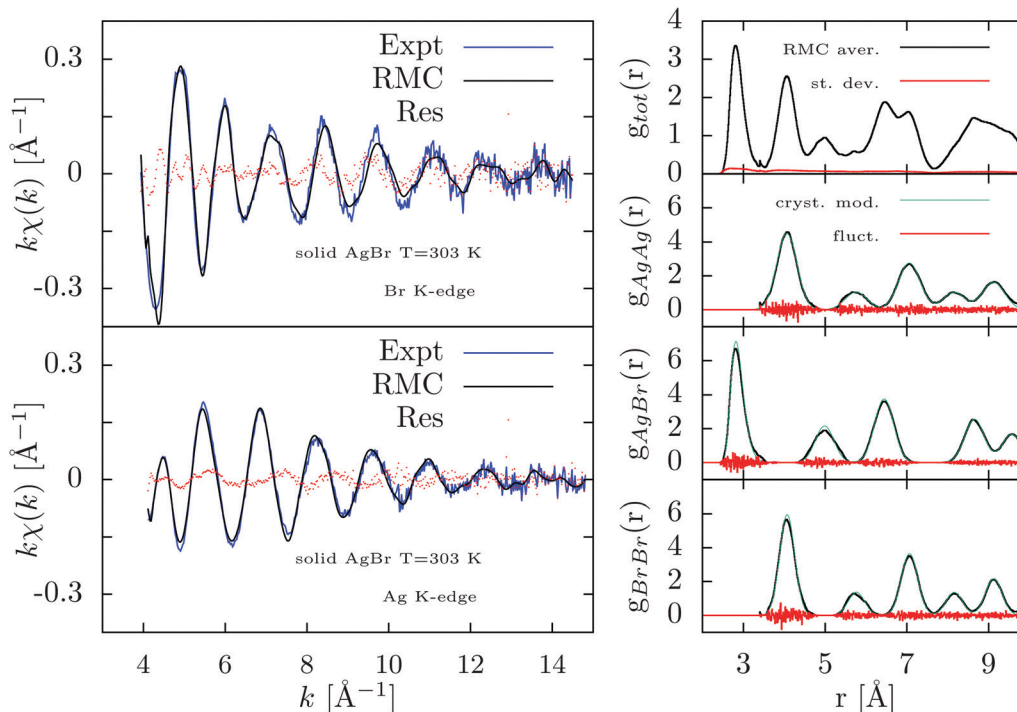 Expt
RMC
Res
0.3
0
-0.3
kχ(k) [Å⁻¹]
solid AgBr T=303 K
Br K-edge
Expt
RMC
Res
0.3
0
-0.3
kχ(k) [Å⁻¹]
solid AgBr T=303 K
Ag K-edge
4 6 8 10 12 14
k [Å⁻¹]
RMC aver.
st. dev.
4
3
2
1
0
g_tot(r)
cryst. mod.
fluct.
6
4
2
0
g_AgAg(r)
6
4
2
0
g_AgBr(r)
6
4
2
0
g_BrBr(r)
3 5 7 9
r [Å]